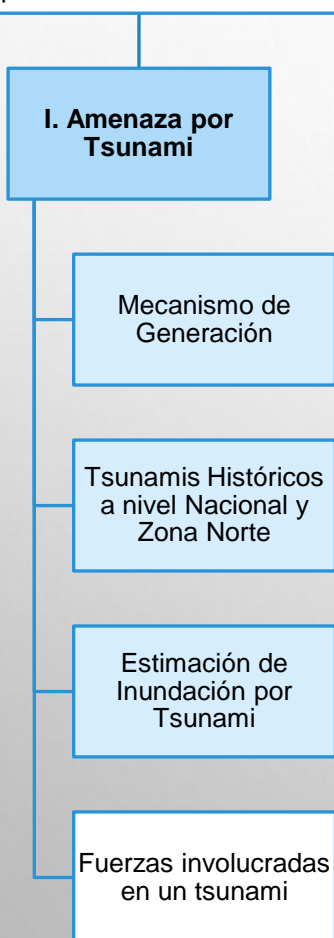 I. Amenaza por
Tsunami
Mecanismo de
Generación
Tsunamis Históricos
a nivel Nacional y
Zona Norte
Estimación de
Inundación por
Tsunami
Fuerzas involucradas
en un tsunami